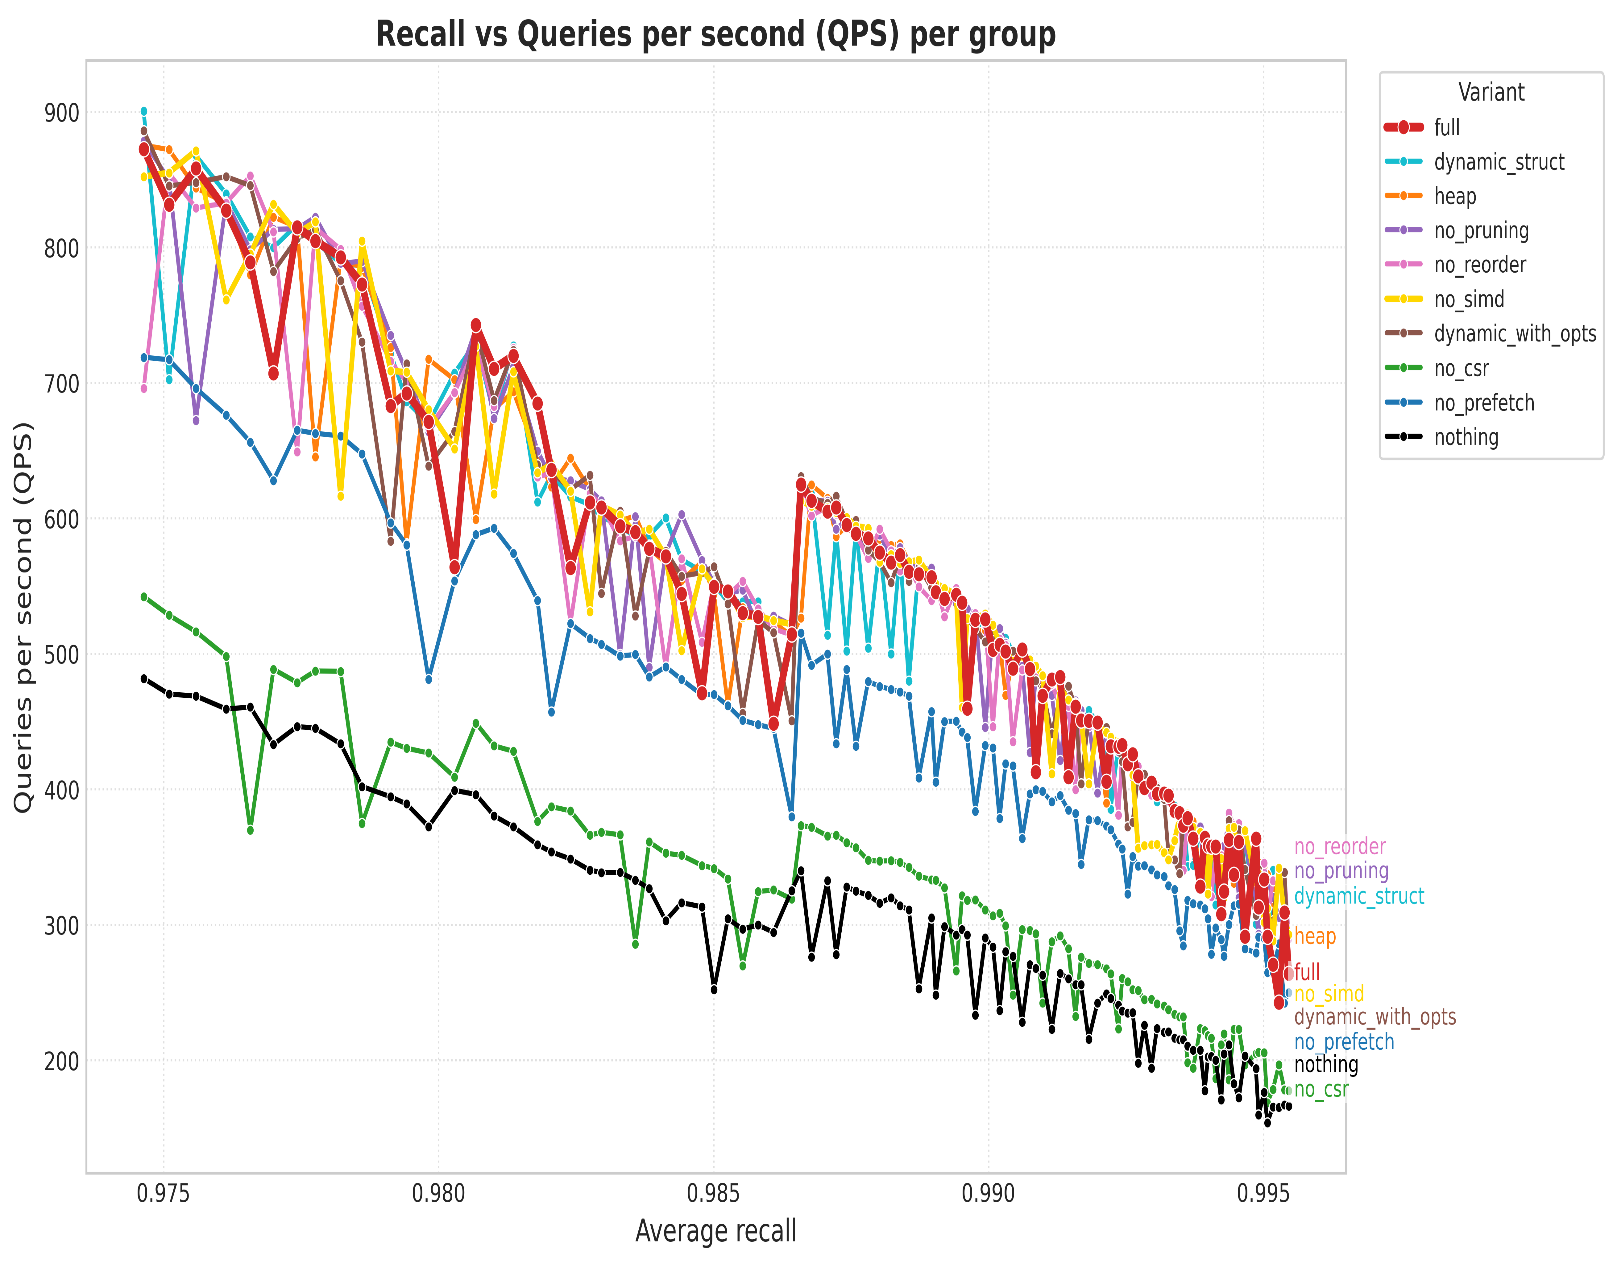 Recall vs Queries per second (QPS) per group
Variant
full
dynamic_struct
heap
no_pruning
no_reorder
no_simd
dynamic_with_opts
no_csr
no_prefetch
nothing
Queries per second (QPS)
900
800
700
600
500
400
300
200
no_reorder
no_pruning
dynamic_struct
heap
full
no_simd
dynamic_with_opts
no_prefetch
nothing
no_csr
0.975
0.980
0.985
0.990
0.995
Average recall